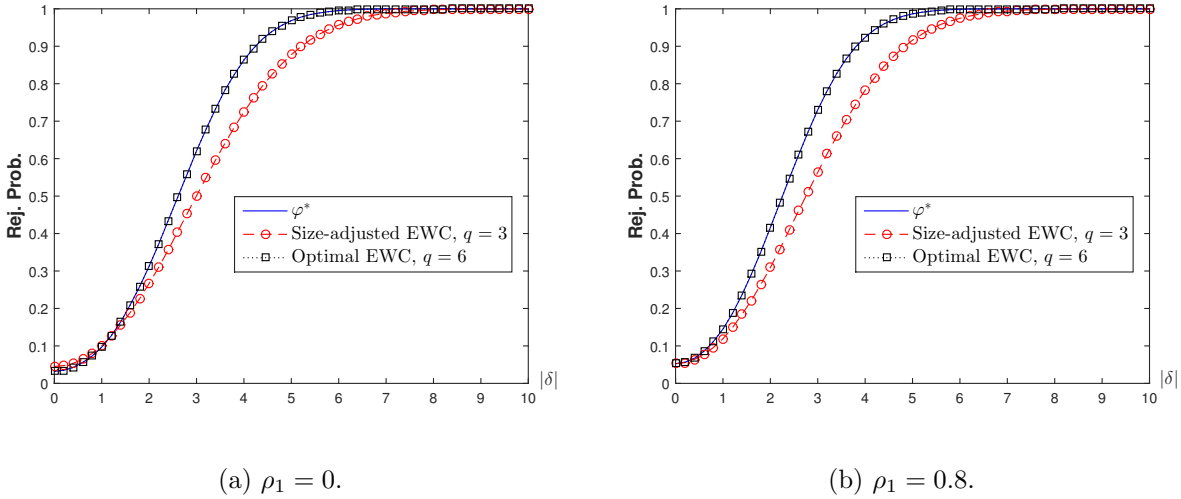 1
0.9
0.8
0.7
0.6
0.5
0.4
0.3
0.2
0.1
0
Rej. Prob.
φ*
Size-adjusted EWC, q = 3
Optimal EWC, q = 6
0 1 2 3 4 5 6 7 8 9 10
|δ|
(a) ρ₁ = 0.
1
0.9
0.8
0.7
0.6
0.5
0.4
0.3
0.2
0.1
0
Rej. Prob.
φ*
Size-adjusted EWC, q = 3
Optimal EWC, q = 6
0 1 2 3 4 5 6 7 8 9 10
|δ|
(b) ρ₁ = 0.8.